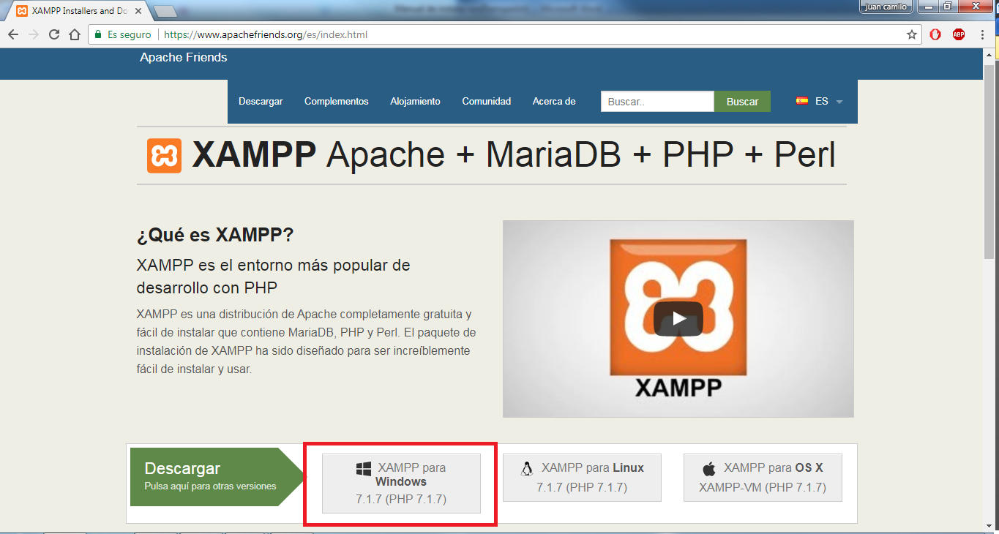 XAMPP Installers and Do
juan camilo
Es seguro
https://www.apachefriends.org/es/index.html
ABP
Apache Friends
Descargar
Complementos
Alojamiento
Comunidad
Acerca de
Buscar..
Buscar
ES
XAMPP Apache + MariaDB + PHP + Perl
¿Qué es XAMPP?
XAMPP es el entorno más popular de
desarrollo con PHP
XAMPP es una distribución de Apache completamente gratuita y
fácil de instalar que contiene MariaDB, PHP y Perl. El paquete de
instalación de XAMPP ha sido diseñado para ser increíblemente
fácil de instalar y usar.
XAMPP
Descargar
Pulsa aquí para otras versiones
XAMPP para
Windows
7.1.7 (PHP 7.1.7)
XAMPP para Linux
7.1.7 (PHP 7.1.7)
XAMPP para OS X
XAMPP-VM (PHP 7.1.7)